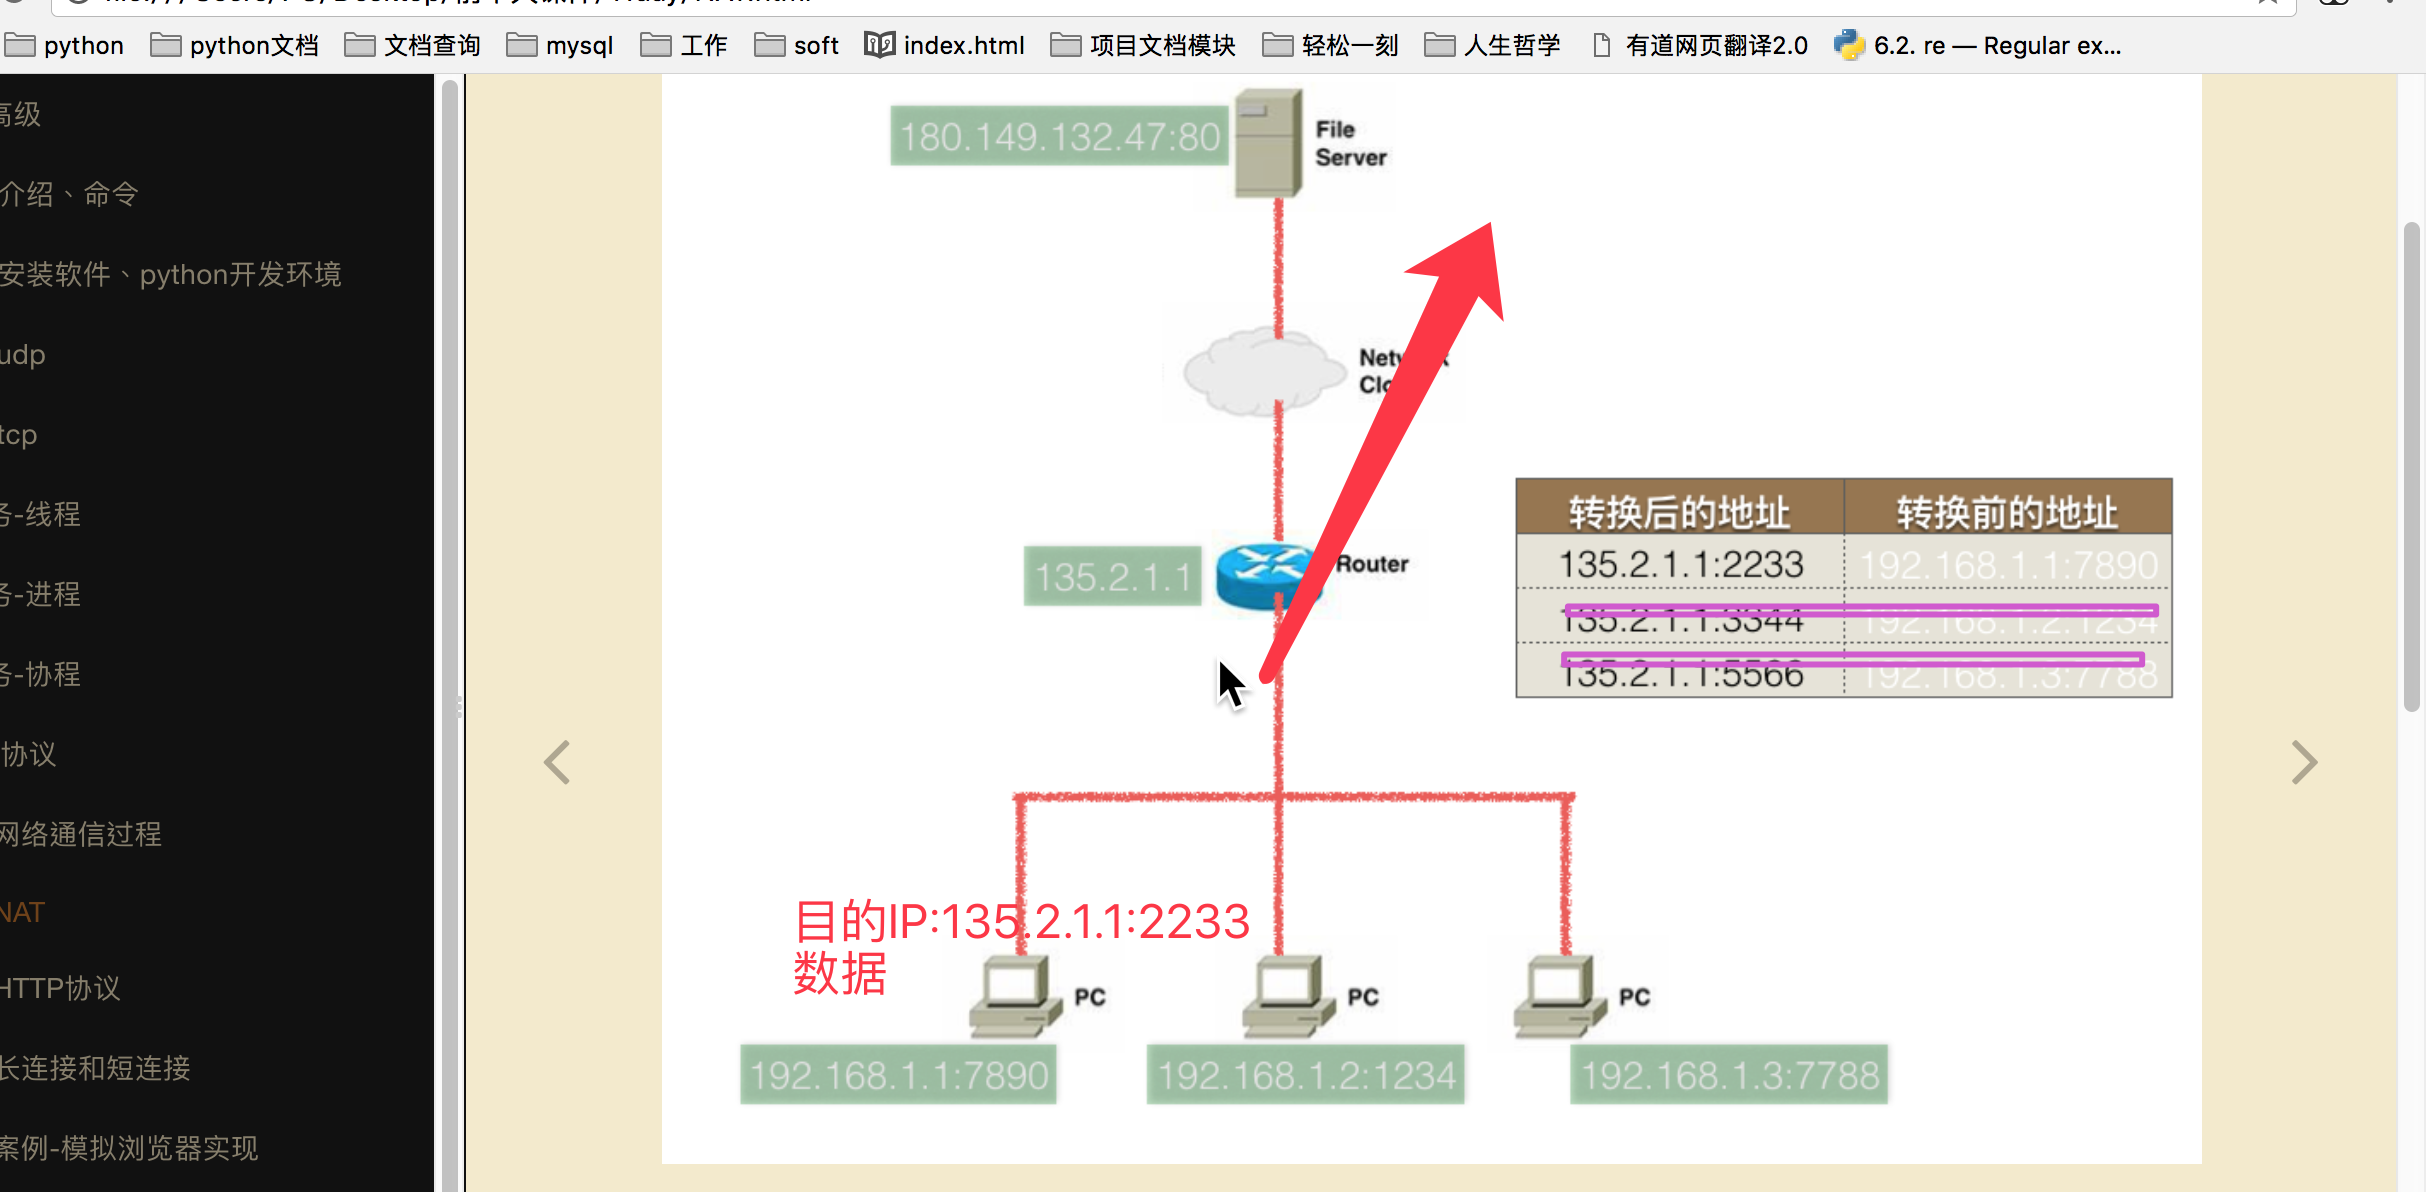 python
python文档
文档查询
mysql
工作
soft
index.html
项目文档模块
轻松一刻
人生哲学
有道网页翻译2.0
6.2. re — Regular ex...
高级
介绍、命令
安装软件、python开发环境
udp
tcp
务-线程
务-进程
务-协程
协议
网络通信过程
NAT
HTTP协议
长连接和短连接
案例-模拟浏览器实现
180.149.132.47:80
File
Server
135.2.1.1
Router
转换后的地址 转换前的地址
135.2.1.1:2233 192.168.1.1:7890
135.2.1.1:3344 192.168.1.2:1234
135.2.1.1:5566 192.168.1.3:7788
目的IP:135.2.1.1:2233
数据
PC
PC
PC
192.168.1.1:7890
192.168.1.2:1234
192.168.1.3:7788